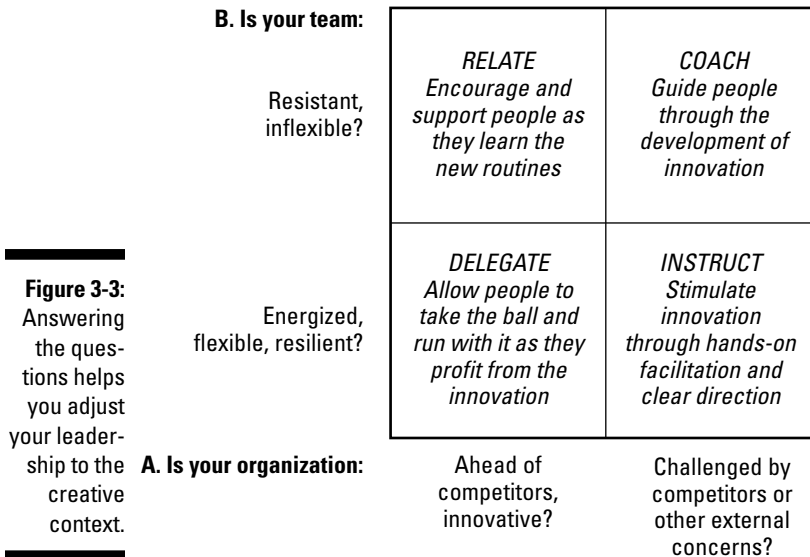 B. Is your team:
Resistant,
inflexible?
RELATE
Encourage and
support people as
they learn the
new routines
COACH
Guide people
through the
development of
innovation
Energized,
flexible, resilient?
DELEGATE
Allow people to
take the ball and
run with it as they
profit from the
innovation
INSTRUCT
Stimulate
innovation
through hands-on
facilitation and
clear direction
A. Is your organization:
Ahead of
competitors,
innovative?
Challenged by
competitors or
other external
concerns?
Figure 3-3:
Answering
the ques-
tions helps
you adjust
your leader-
ship to the
creative
context.